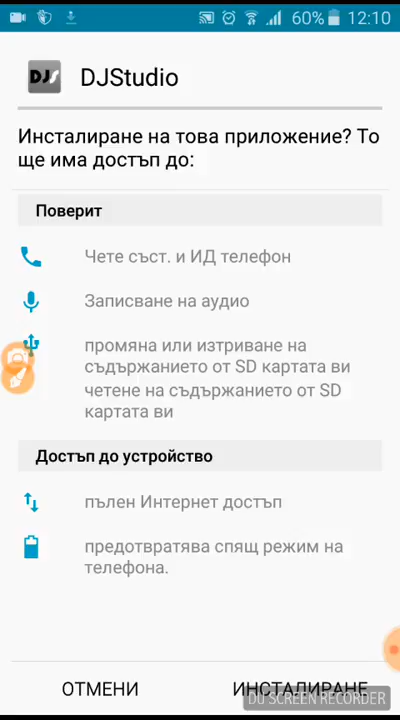 60% 12:10
DJS
DJStudio
Инсталиране на това приложение? То
ще има достъп до:
Поверит
Чете съст. и ИД телефон
Записване на аудио
промяна или изтриване на
съдържанието от SD картата ви
четене на съдържанието от SD
картата ви
Достъп до устройство
пълен Интернет достъп
предотвратява спящ режим на
телефона.
ОТМЕНИ ИНСТАЛИРАНЕ
DU SCREEN RECORDER